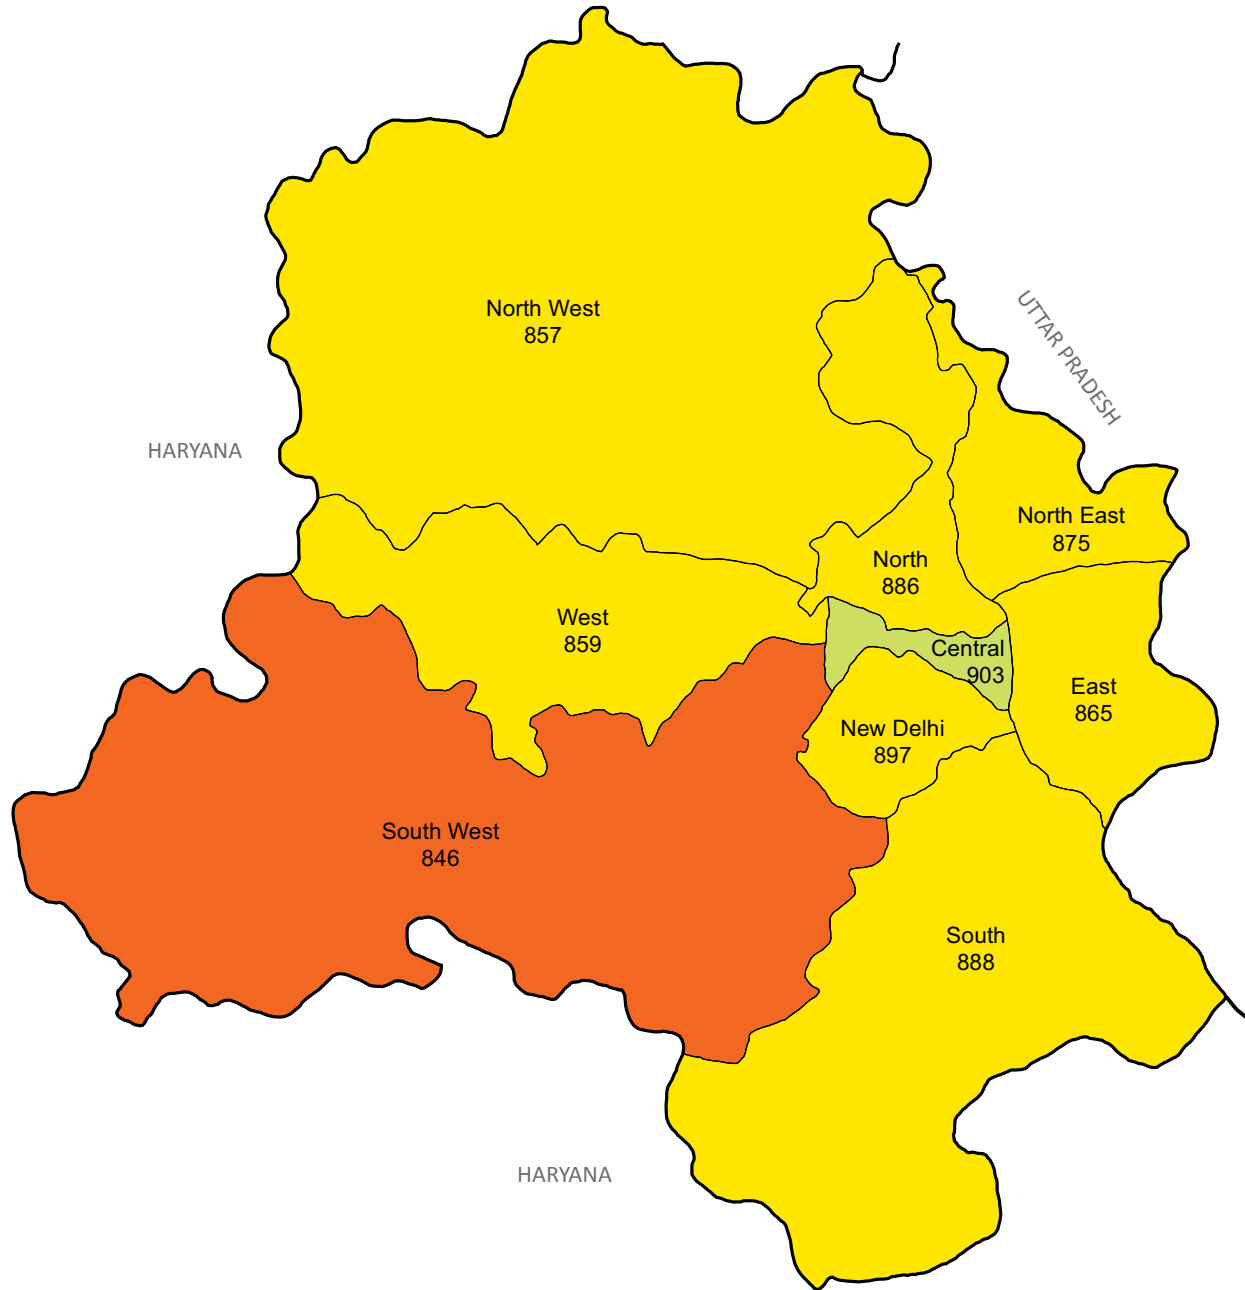 North West
857
UTTAR PRADESH
HARYANA
North East
875
North
886
West
859
Central
903
East
865
New Delhi
897
South West
846
South
888
HARYANA